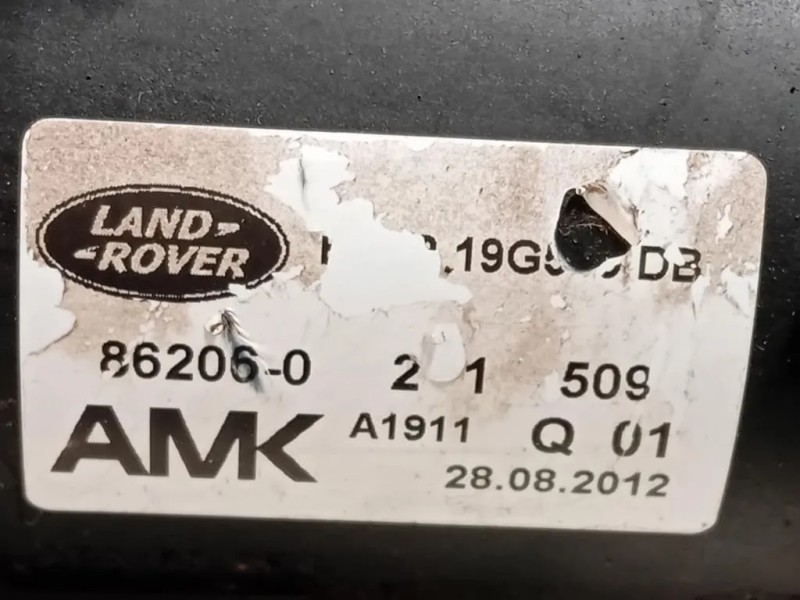 LAND-
-ROVER
DB
86206-0 509
AMK A1911 Q 01
28.08.2012